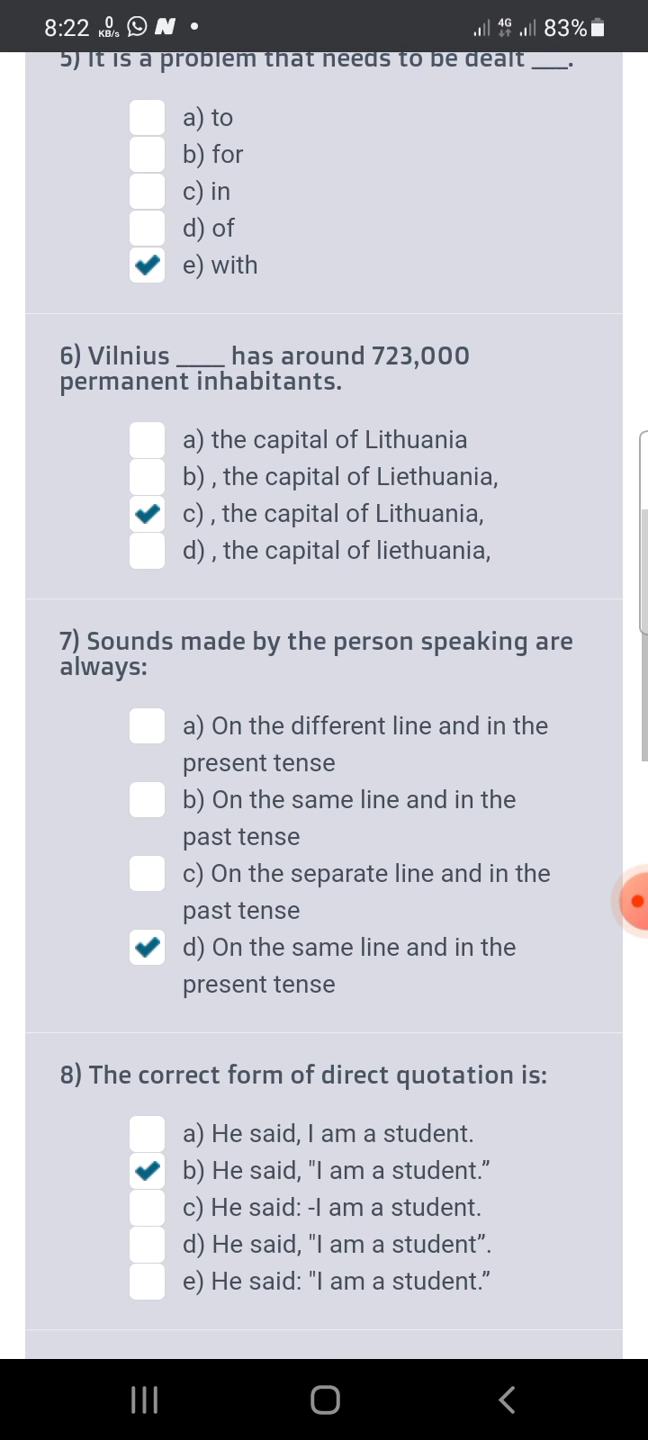 8:22 0 KB/s N • 4G 83%
5) It is a problem that needs to be dealt ___.
a) to
b) for
c) in
d) of
e) with
6) Vilnius ____ has around 723,000
permanent inhabitants.
a) the capital of Lithuania
b) , the capital of Liethuania,
c) , the capital of Lithuania,
d) , the capital of liethuania,
7) Sounds made by the person speaking are
always:
a) On the different line and in the
present tense
b) On the same line and in the
past tense
c) On the separate line and in the
past tense
d) On the same line and in the
present tense
8) The correct form of direct quotation is:
a) He said, I am a student.
b) He said, "I am a student.”
c) He said: -I am a student.
d) He said, "I am a student”.
e) He said: "I am a student.”